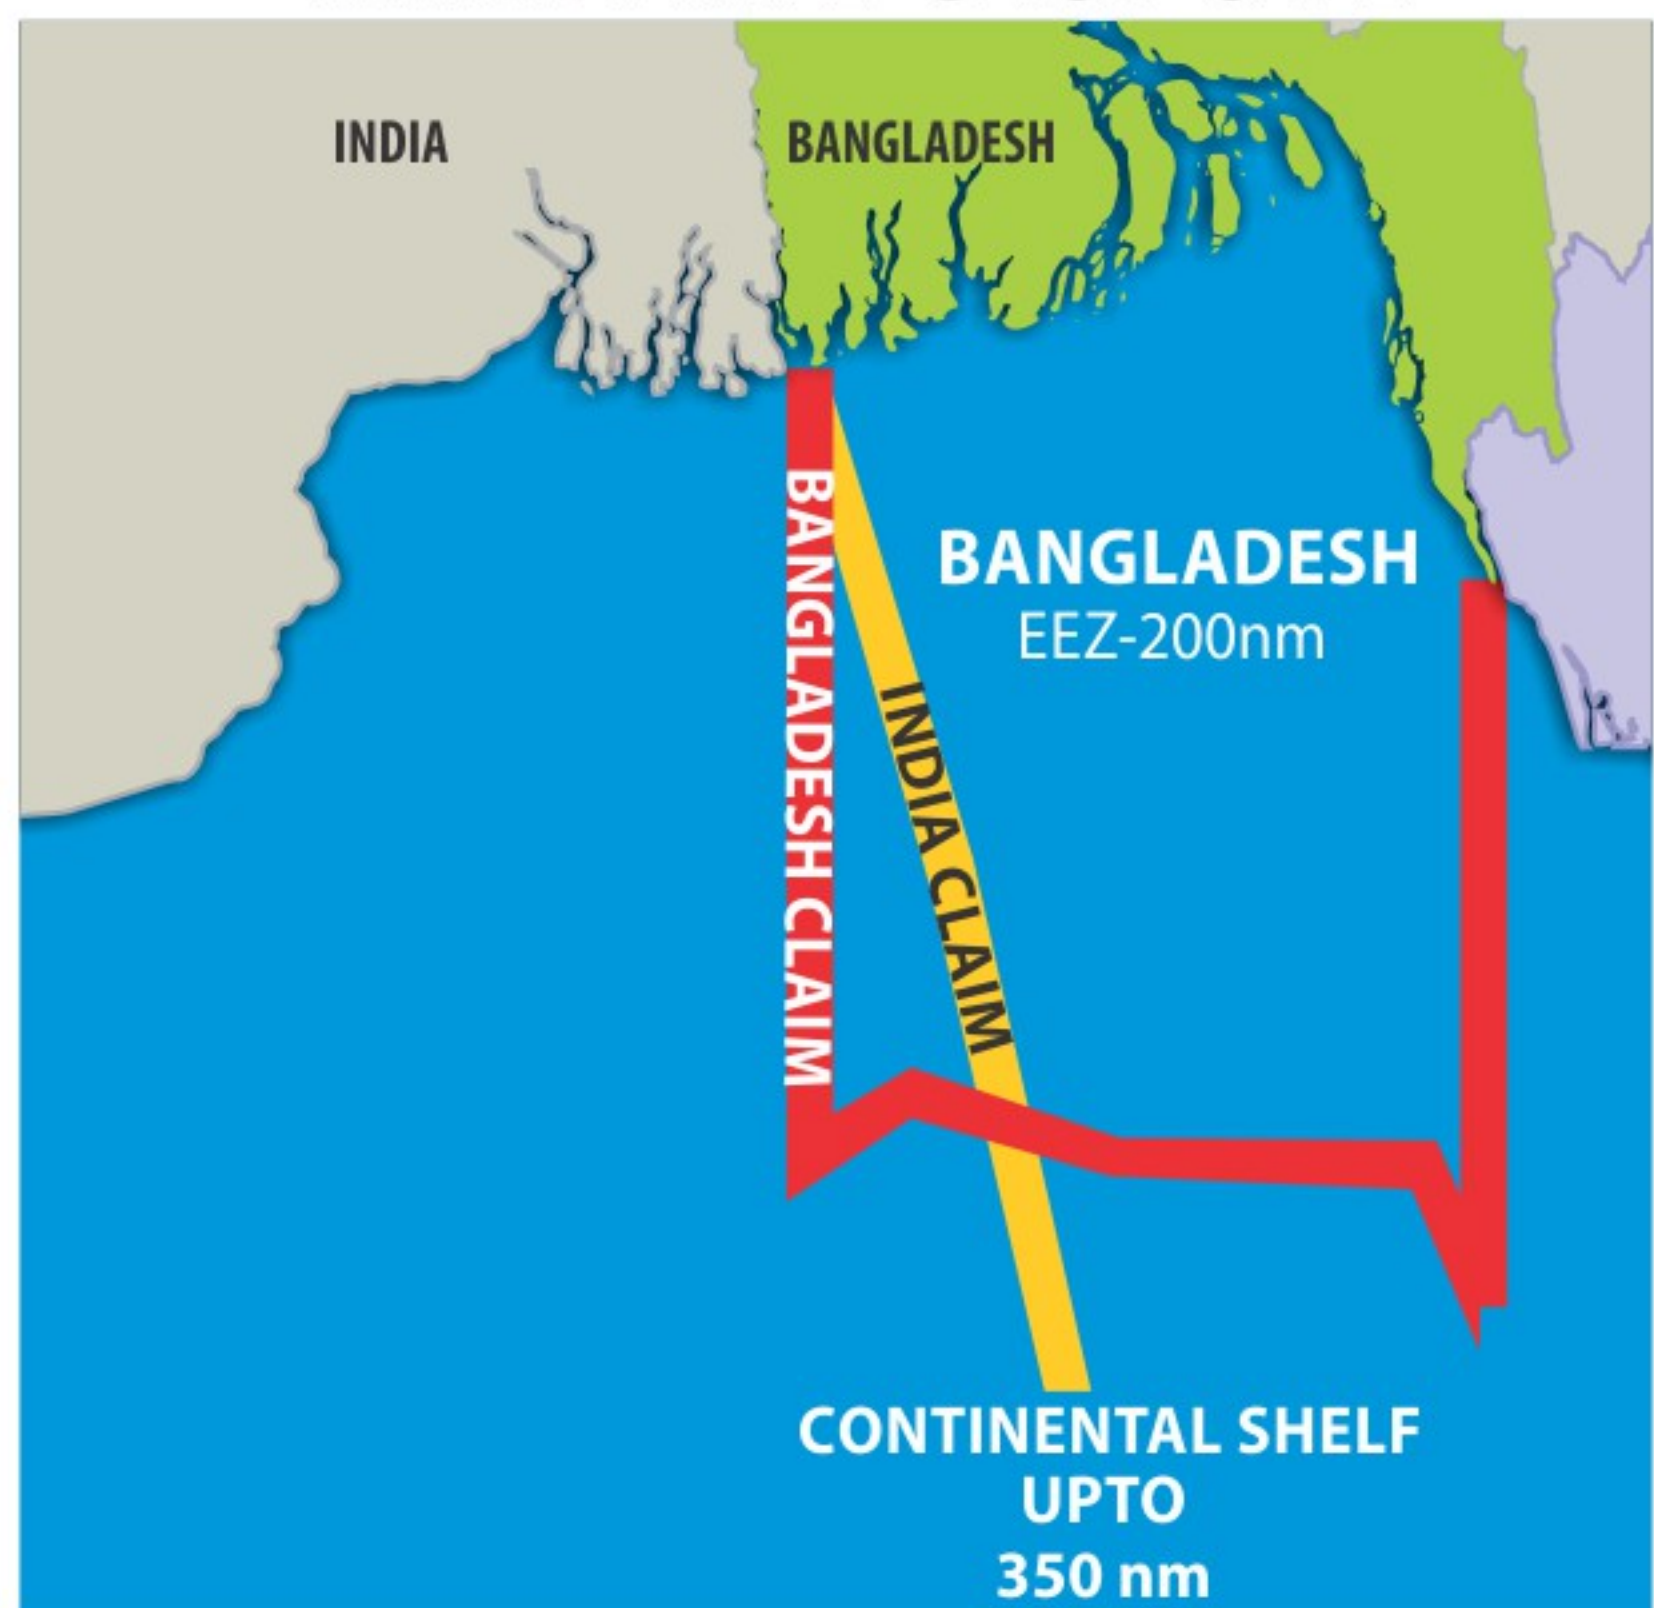 INDIA
BANGLADESH
BANGLADESH
EEZ-200nm
BANGLADESH CLAIM
INDIA CLAIM
CONTINENTAL SHELF
UPTO
350 nm